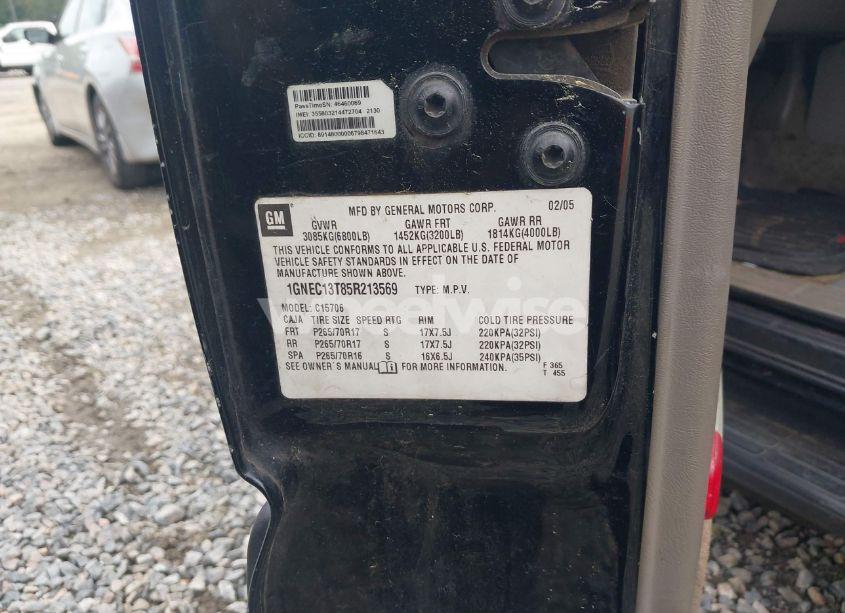 PassTimeSN: 46460069
IMEI: 355803214472704 2130
ICCID: 89148000006798471643
GM
MFD BY GENERAL MOTORS CORP. 02/05
GVWR GAWR FRT GAWR RR
3085KG(6800LB) 1452KG(3200LB) 1814KG(4000LB)
THIS VEHICLE CONFORMS TO ALL APPLICABLE U.S. FEDERAL MOTOR
VEHICLE SAFETY STANDARDS IN EFFECT ON THE DATE OF
MANUFACTURE SHOWN ABOVE.
1GNEC13T85R213569 TYPE: M.P.V.
MODEL: C15706
CAJA TIRE SIZE SPEED RTG RIM COLD TIRE PRESSURE
FRT P265/70R17 S 17X7.5J 220KPA(32PSI)
RR P265/70R17 S 17X7.5J 220KPA(32PSI)
SPA P265/70R16 S 16X6.5J 240KPA(35PSI)
SEE OWNER'S MANUAL FOR MORE INFORMATION.
F 365
T 455
wheelwise